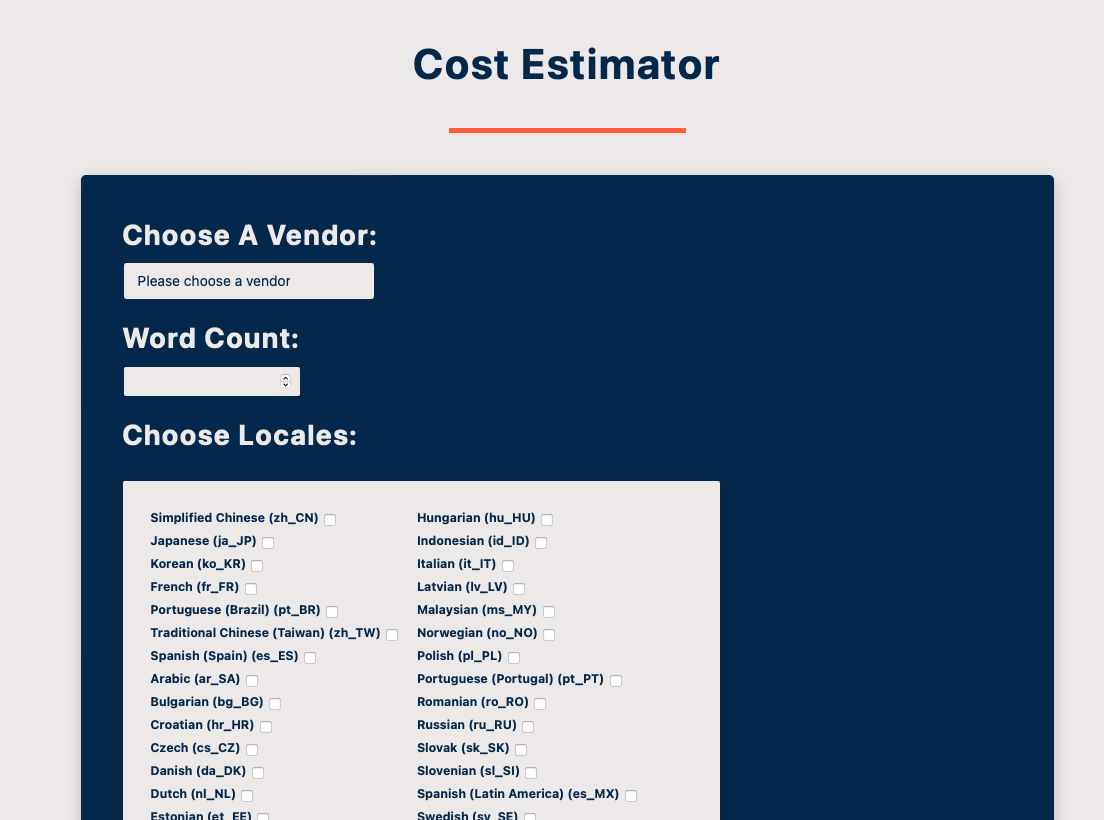 Cost Estimator
Choose A Vendor:
Please choose a vendor
Word Count:
Choose Locales:
Simplified Chinese (zh_CN)
Japanese (ja_JP)
Korean (ko_KR)
French (fr_FR)
Portuguese (Brazil) (pt_BR)
Traditional Chinese (Taiwan) (zh_TW)
Spanish (Spain) (es_ES)
Arabic (ar_SA)
Bulgarian (bg_BG)
Croatian (hr_HR)
Czech (cs_CZ)
Danish (da_DK)
Dutch (nl_NL)
Estonian (et_EE)
Hungarian (hu_HU)
Indonesian (id_ID)
Italian (it_IT)
Latvian (lv_LV)
Malaysian (ms_MY)
Norwegian (no_NO)
Polish (pl_PL)
Portuguese (Portugal) (pt_PT)
Romanian (ro_RO)
Russian (ru_RU)
Slovak (sk_SK)
Slovenian (sl_SI)
Spanish (Latin America) (es_MX)
Swedish (sv_SE)